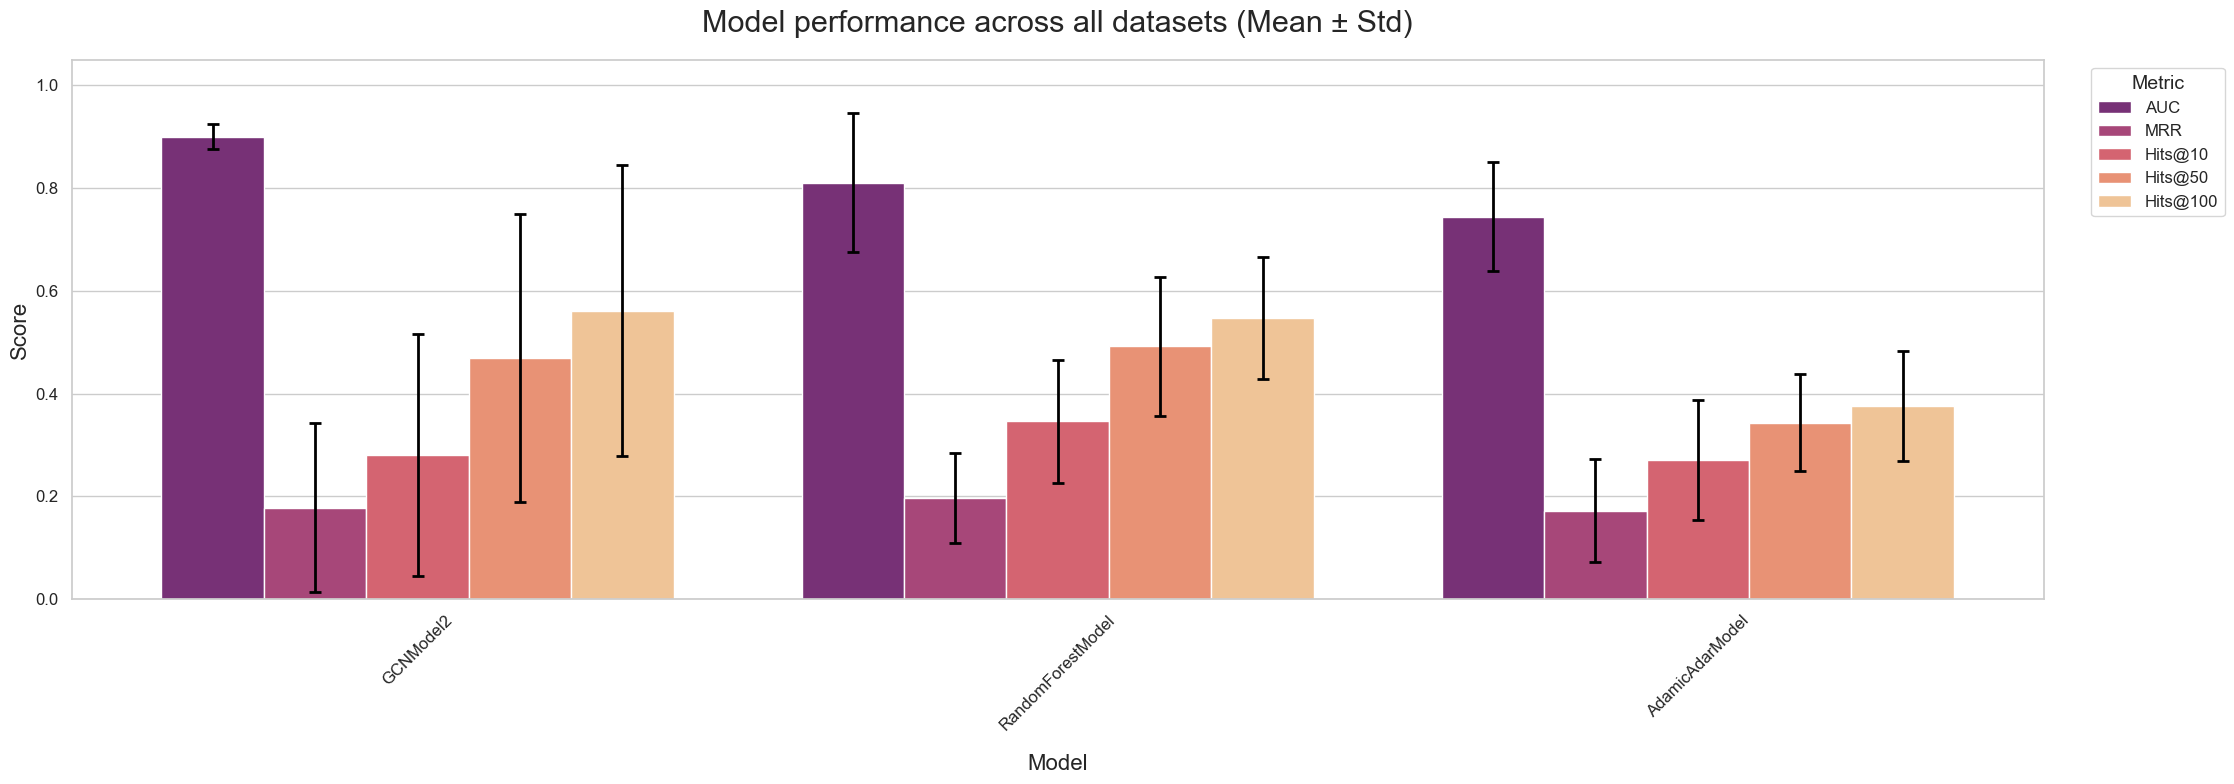 Model performance across all datasets (Mean ± Std)
Score
1.0
0.8
0.6
0.4
0.2
0.0
GCNModel2
RandomForestModel
AdamicAdarModel
Model
Metric
AUC
MRR
Hits@10
Hits@50
Hits@100